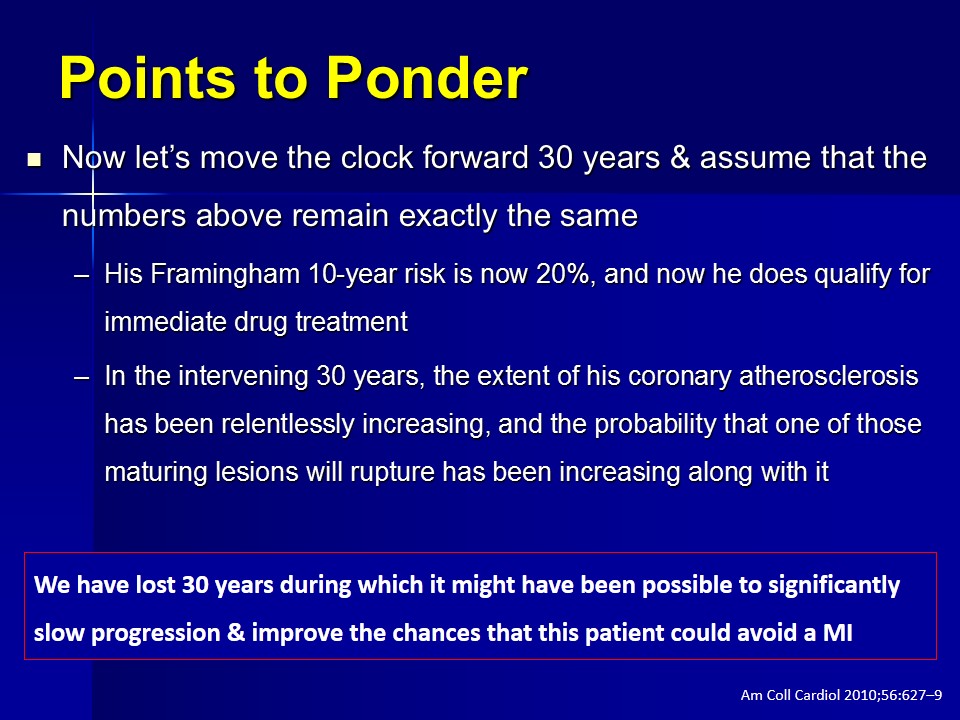 Points to Ponder
■ Now let’s move the clock forward 30 years & assume that the
numbers above remain exactly the same
– His Framingham 10-year risk is now 20%, and now he does qualify for
immediate drug treatment
– In the intervening 30 years, the extent of his coronary atherosclerosis
has been relentlessly increasing, and the probability that one of those
maturing lesions will rupture has been increasing along with it
We have lost 30 years during which it might have been possible to significantly
slow progression & improve the chances that this patient could avoid a MI
Am Coll Cardiol 2010;56:627–9